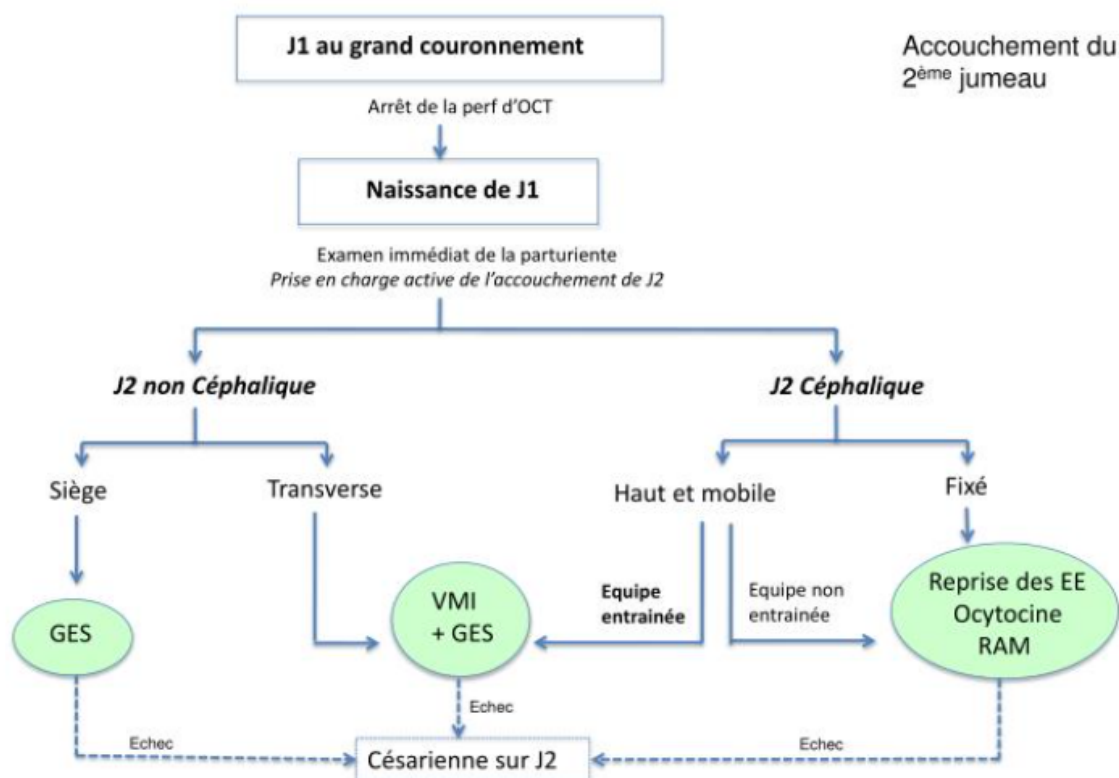 J1 au grand couronnement
Accouchement du
2ème jumeau
Arrêt de la perf d'OCT
Naissance de J1
Examen immédiat de la parturiente
Prise en charge active de l'accouchement de J2
J2 non Céphalique
J2 Céphalique
Siège
Transverse
Haut et mobile
Fixé
GES
VMI
+ GES
Equipe
entrainée
Equipe non
entrainée
Reprise des EE
Ocytocine
RAM
Echec
Echec
Echec
Césarienne sur J2